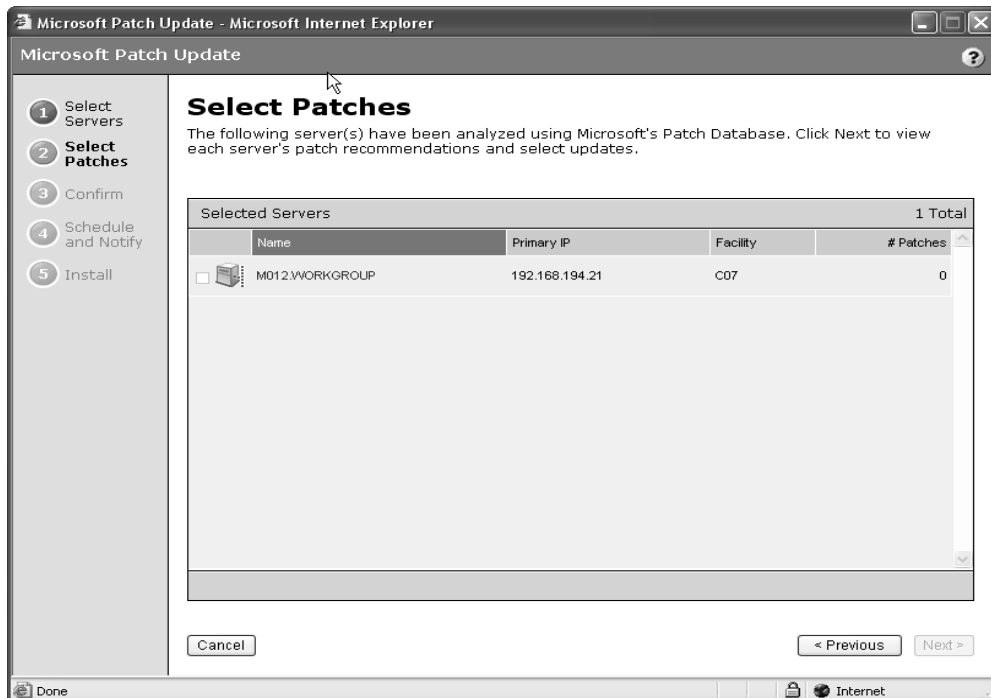 Microsoft Patch Update - Microsoft Internet Explorer
Microsoft Patch Update
?
1 Select
Servers
2 Select
Patches
3 Confirm
4 Schedule
and Notify
5 Install
Select Patches
The following server(s) have been analyzed using Microsoft's Patch Database. Click Next to view
each server's patch recommendations and select updates.
Selected Servers 1 Total
Name Primary IP Facility # Patches
M012.WORKGROUP 192.168.194.21 C07 0
Cancel < Previous Next >
Done Internet